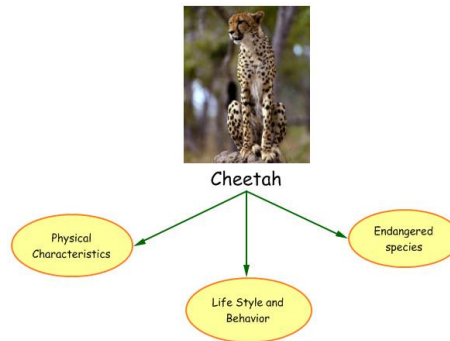 Cheetah
Physical
Characteristics
Life Style and
Behavior
Endangered
species